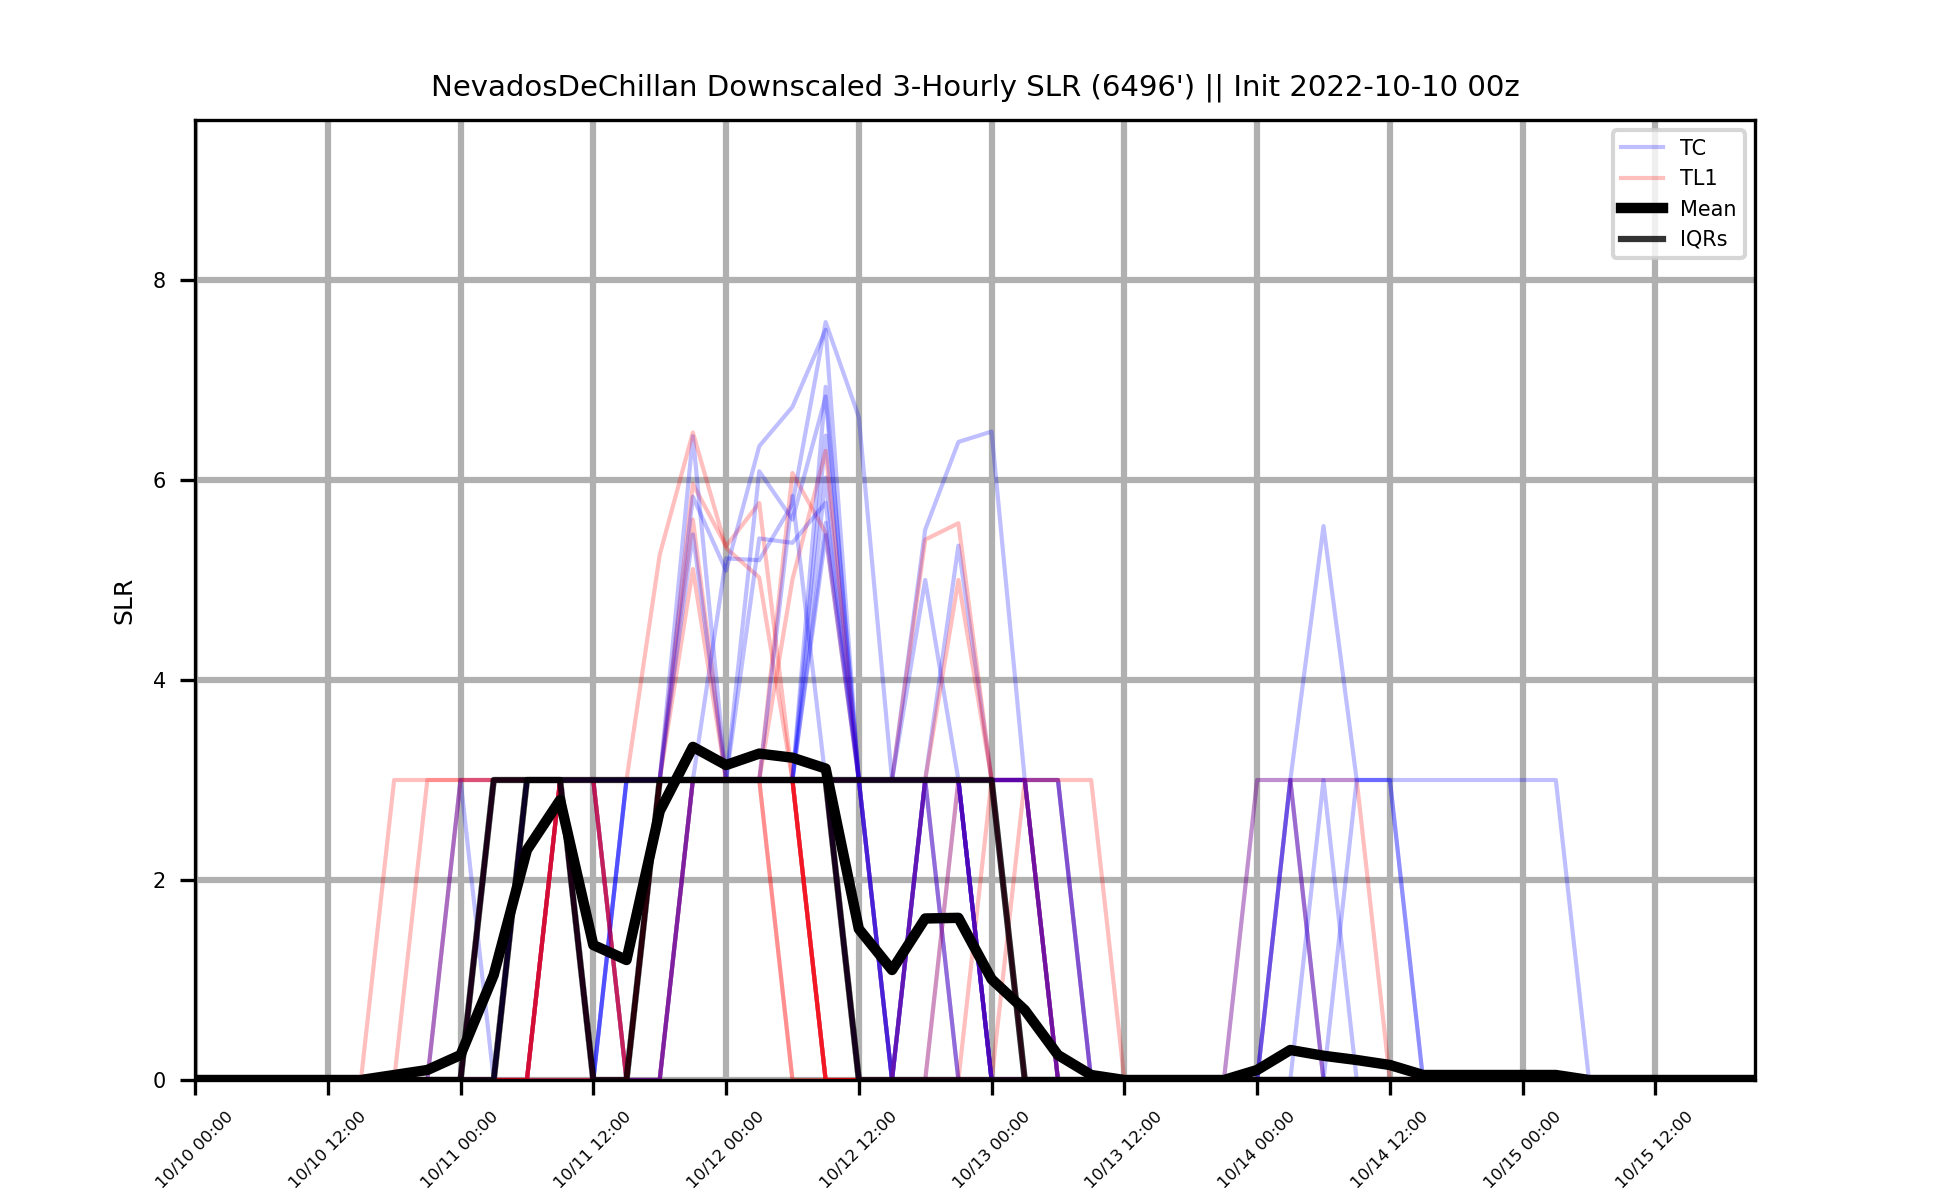 NevadosDeChillan Downscaled 3-Hourly SLR (6496') || Init 2022-10-10 00z
TC
TL1
Mean
IQRs
SLR
8
6
4
2
0
10/10 00:00
10/10 12:00
10/11 00:00
10/11 12:00
10/12 00:00
10/12 12:00
10/13 00:00
10/13 12:00
10/14 00:00
10/14 12:00
10/15 00:00
10/15 12:00